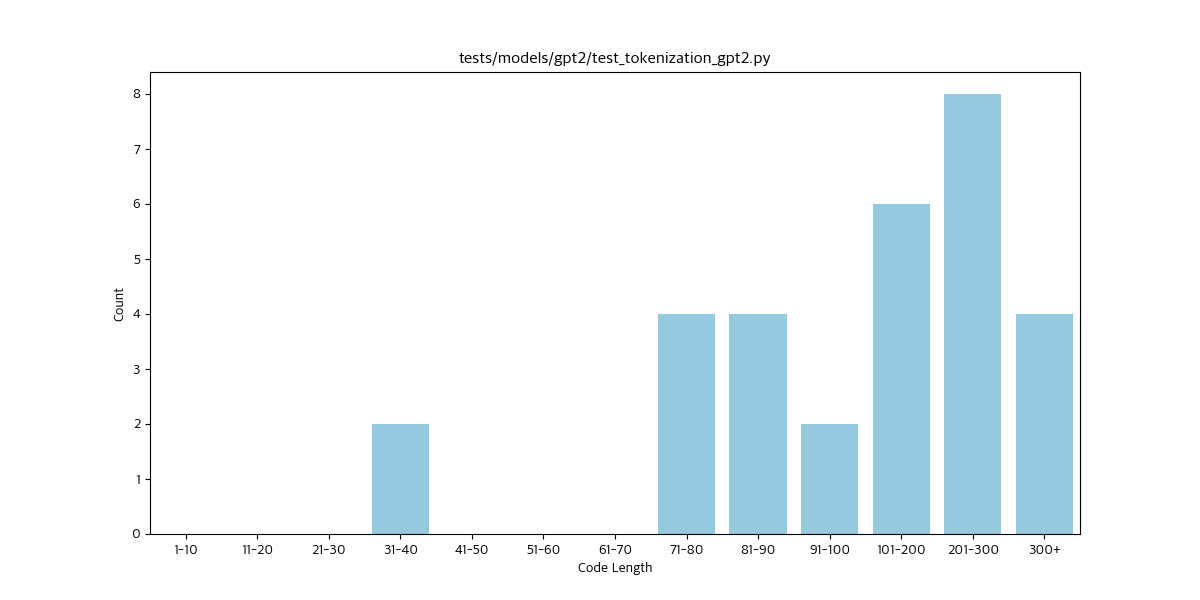 tests/models/gpt2/test_tokenization_gpt2.py
8
7
6
5
4
3
2
1
0
Count
1-10 11-20 21-30 31-40 41-50 51-60 61-70 71-80 81-90 91-100 101-200 201-300 300+
Code Length